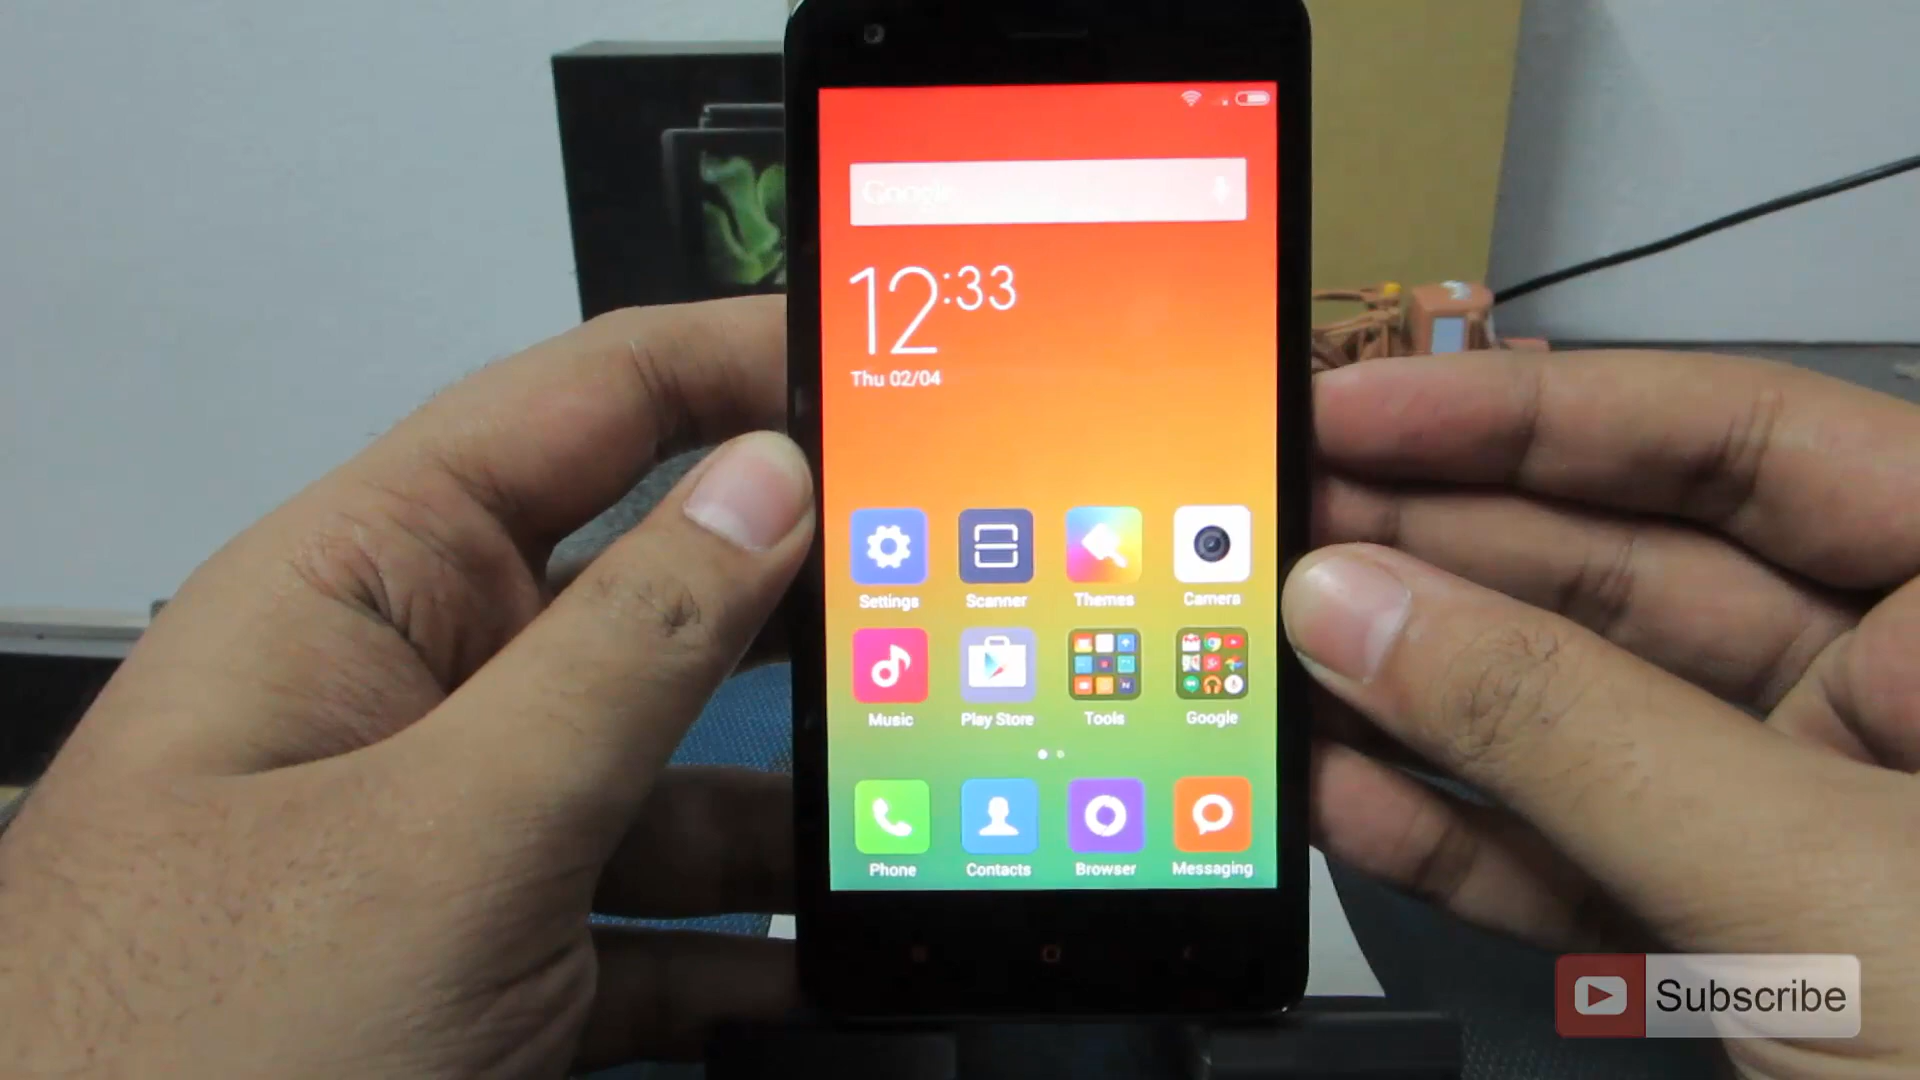 Google
12:33
Thu 02/04
Settings Scanner Themes Camera
Music Play Store Tools Google
Phone Contacts Browser Messaging
Subscribe